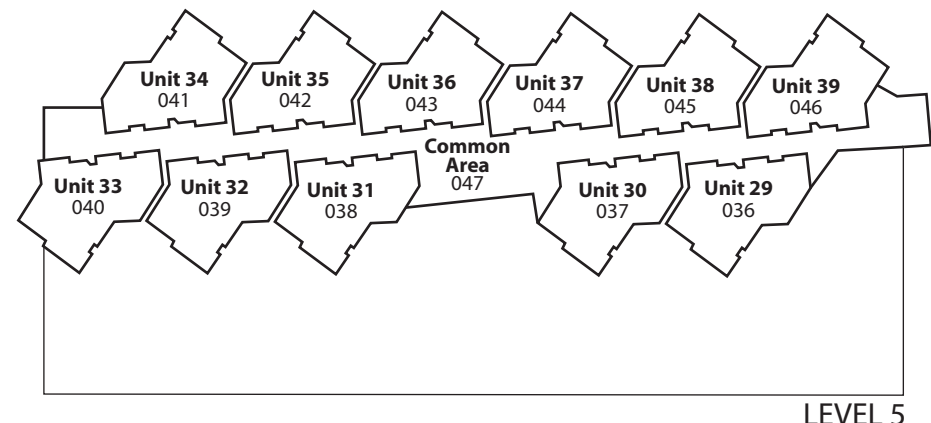 Unit 34
041
Unit 35
042
Unit 36
043
Unit 37
044
Unit 38
045
Unit 39
046
Common
Area
047
Unit 33
040
Unit 32
039
Unit 31
038
Unit 30
037
Unit 29
036
LEVEL 5